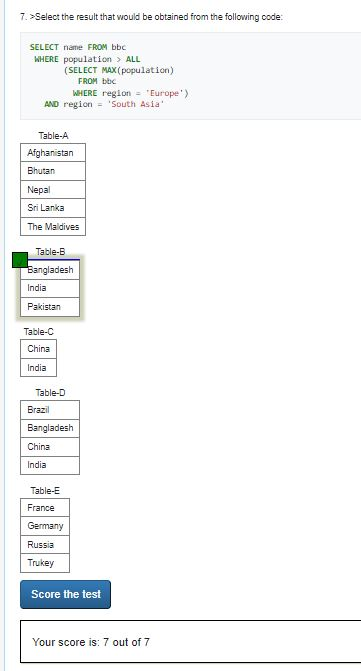 7. >Select the result that would be obtained from the following code:
SELECT name FROM bbc
WHERE population > ALL
(SELECT MAX(population)
FROM bbc
WHERE region = 'Europe')
AND region = 'South Asia'
Table-A
Afghanistan
Bhutan
Nepal
Sri Lanka
The Maldives
Table-B
Bangladesh
India
Pakistan
Table-C
China
India
Table-D
Brazil
Bangladesh
China
India
Table-E
France
Germany
Russia
Trukey
Score the test
Your score is: 7 out of 7